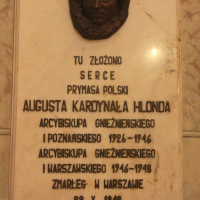 TU ZŁOŻONO
SERCE
PRYMASA POLSKI
AUGUSTA KARDYNAŁA HLONDA
ARCYBISKUPA GNIEŹNIEŃSKIEGO
I POZNAŃSKIEGO 1926-1946
ARCYBISKUPA GNIEŹNIEŃSKIEGO
I WARSZAWSKIEGO 1946-1948
ZMARŁEGO W WARSZAWIE
X 1948